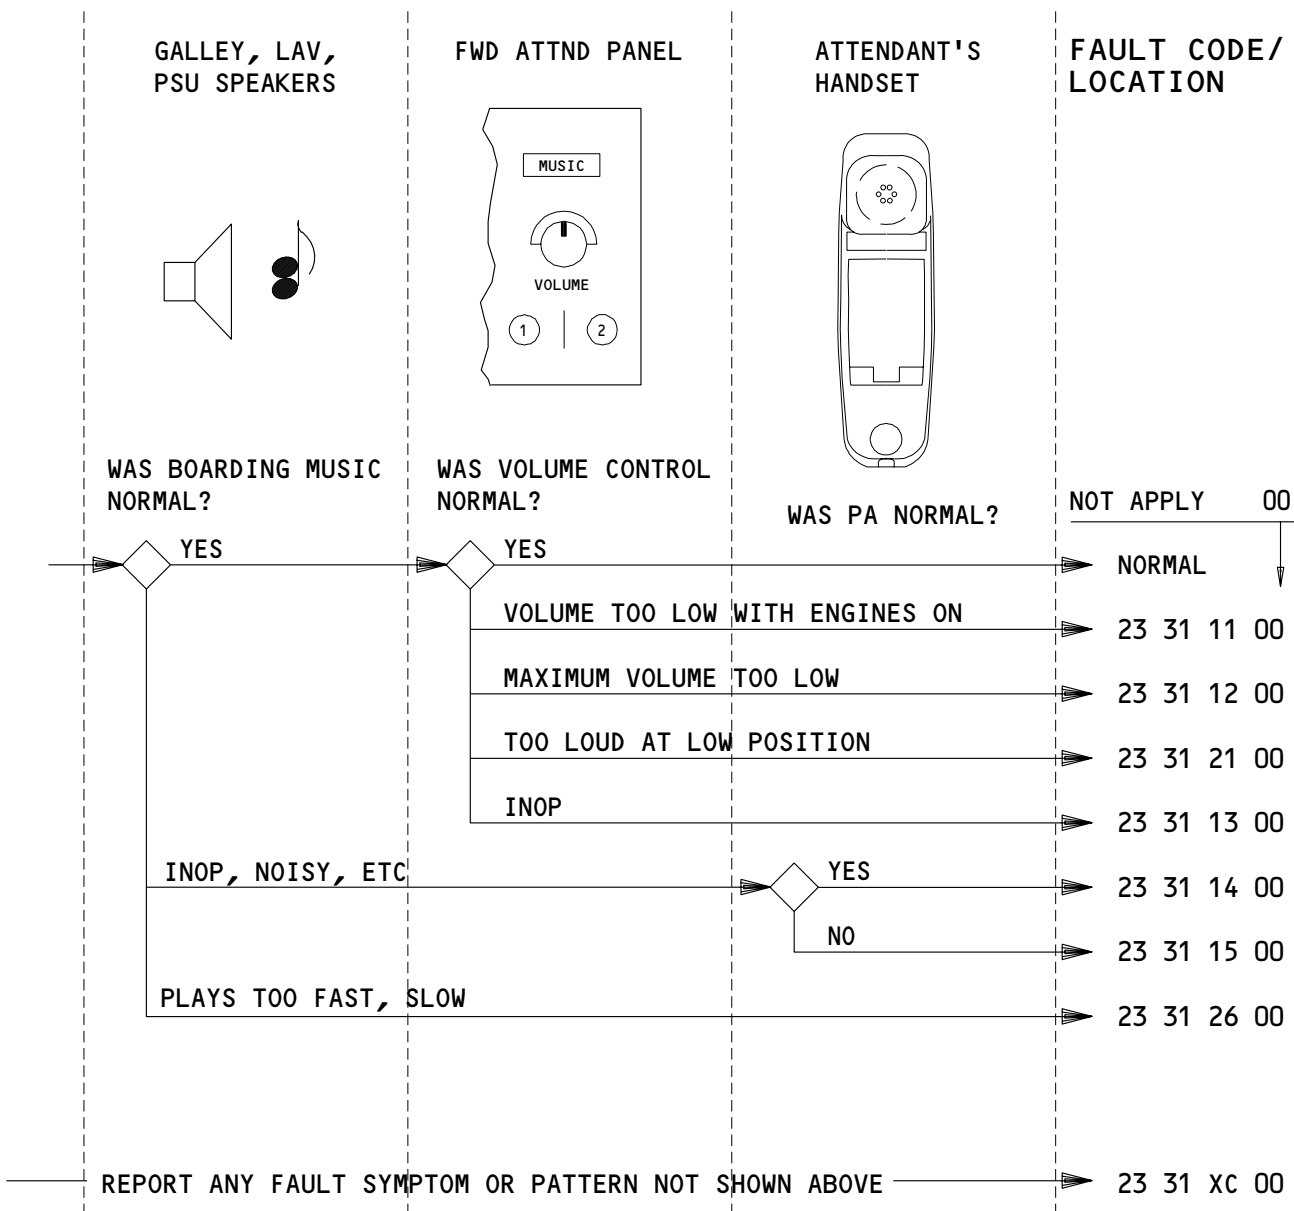 GALLEY, LAV,
PSU SPEAKERS
FWD ATTND PANEL
ATTENDANT'S
HANDSET
FAULT CODE/
LOCATION
MUSIC
VOLUME
1
2
WAS BOARDING MUSIC
NORMAL?
WAS VOLUME CONTROL
NORMAL?
WAS PA NORMAL?
NOT APPLY 00
YES
YES
NORMAL
VOLUME TOO LOW WITH ENGINES ON
23 31 11 00
MAXIMUM VOLUME TOO LOW
23 31 12 00
TOO LOUD AT LOW POSITION
23 31 21 00
INOP
23 31 13 00
INOP, NOISY, ETC
YES
23 31 14 00
NO
23 31 15 00
PLAYS TOO FAST, SLOW
23 31 26 00
REPORT ANY FAULT SYMPTOM OR PATTERN NOT SHOWN ABOVE
23 31 XC 00